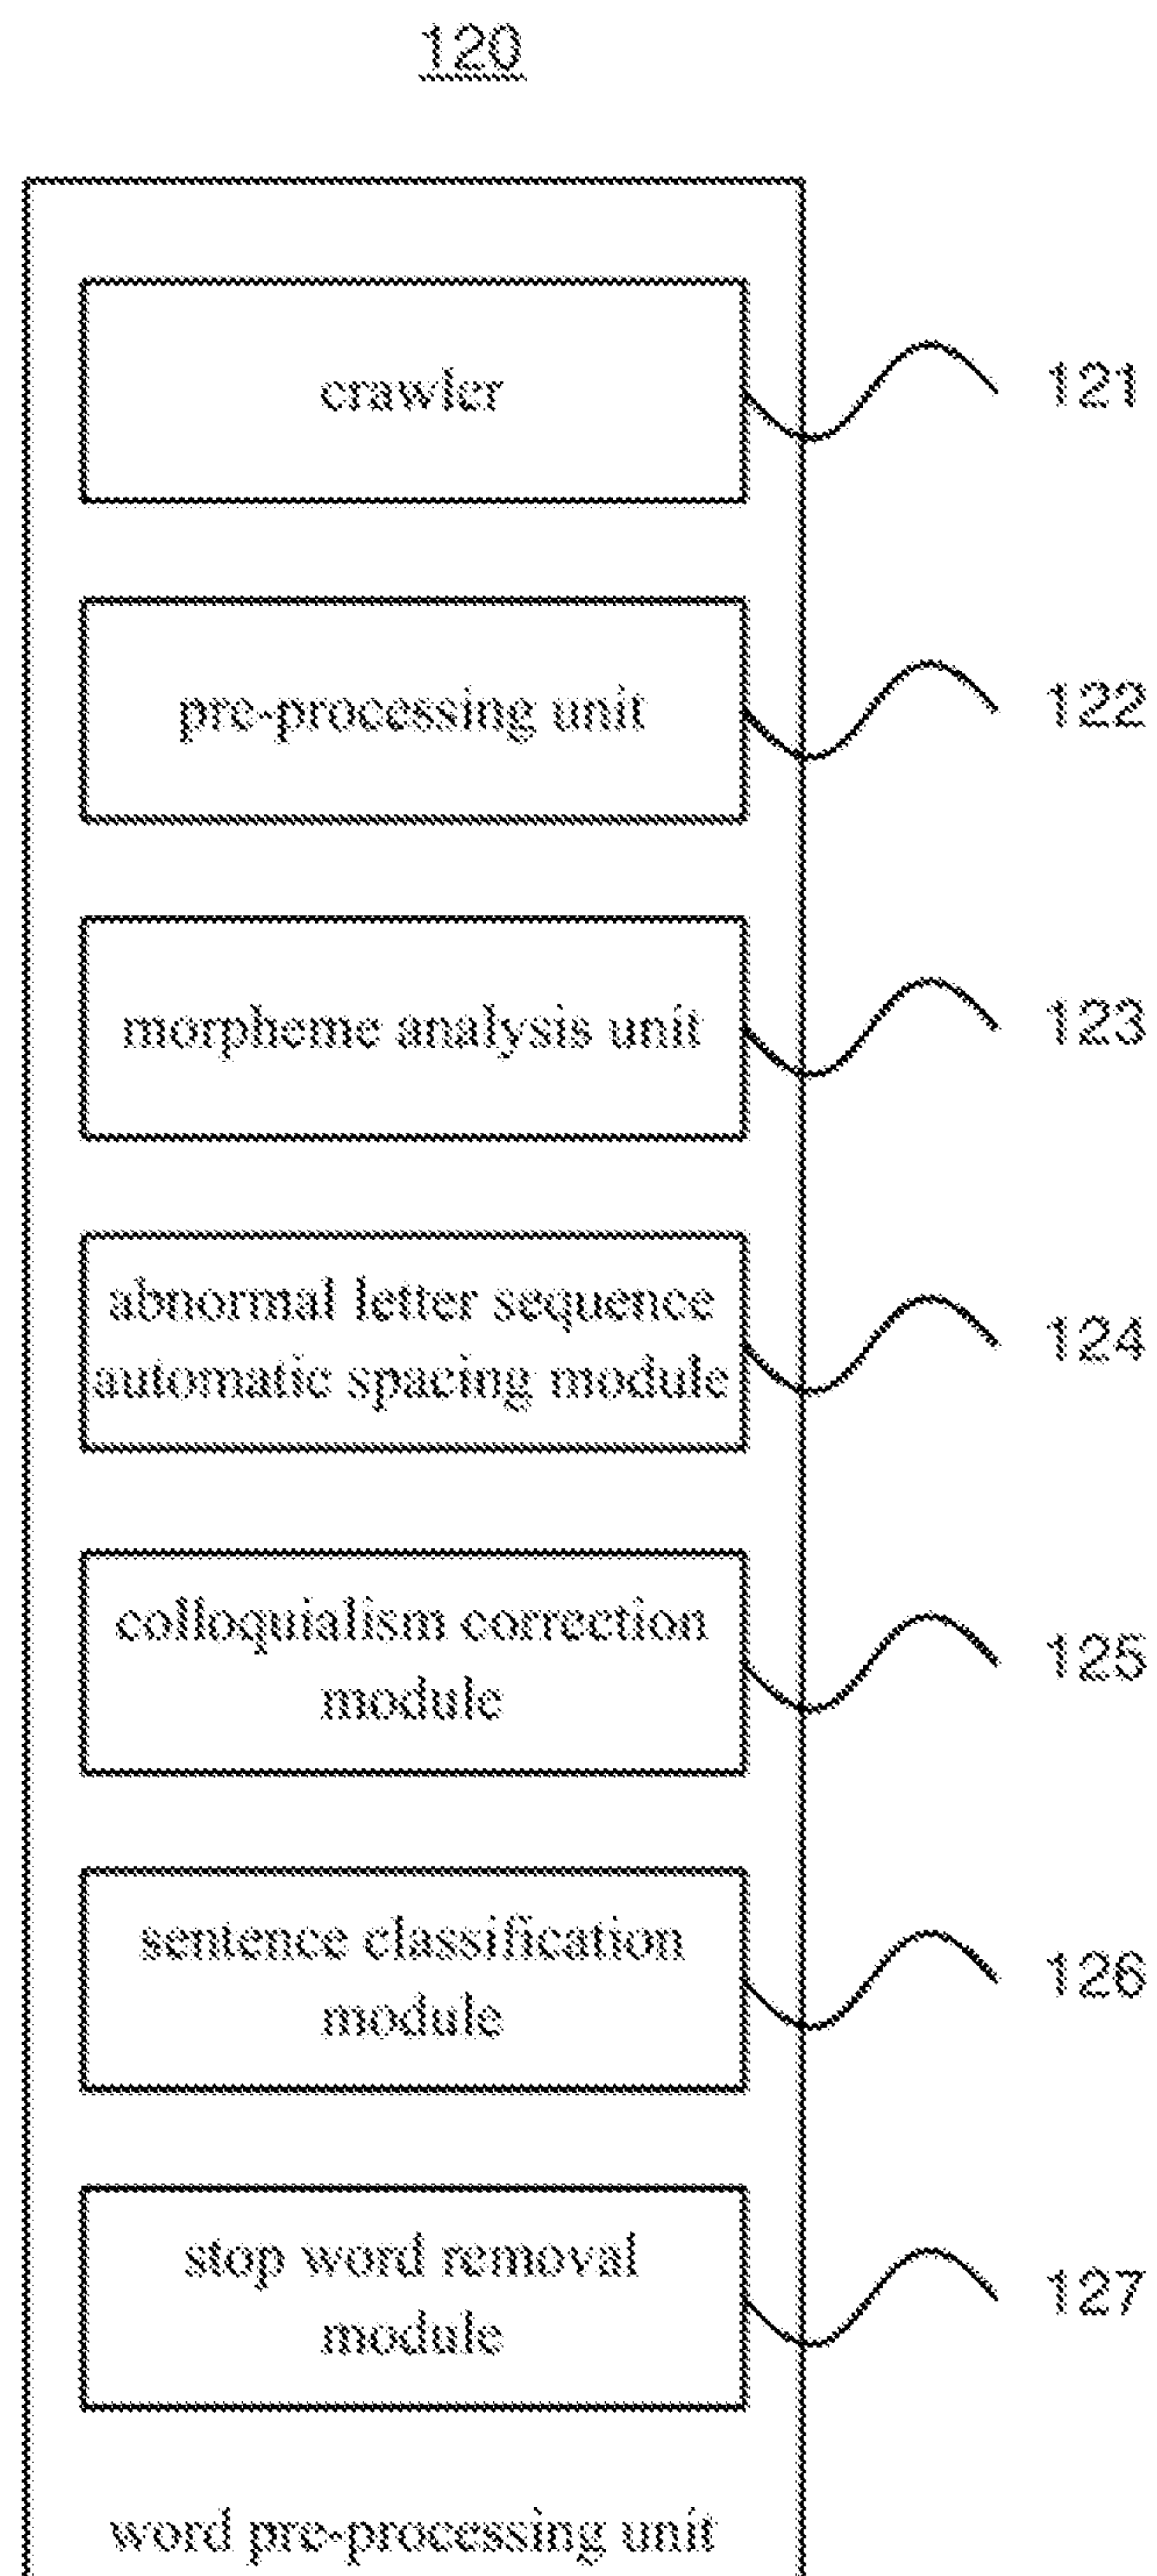 120
crawler
121
pre-processing unit
122
morpheme analysis unit
123
abnormal letter sequence
automatic spacing module
124
colloquialism correction
module
125
sentence classification
module
126
stop word removal
module
127
word pre-processing unit